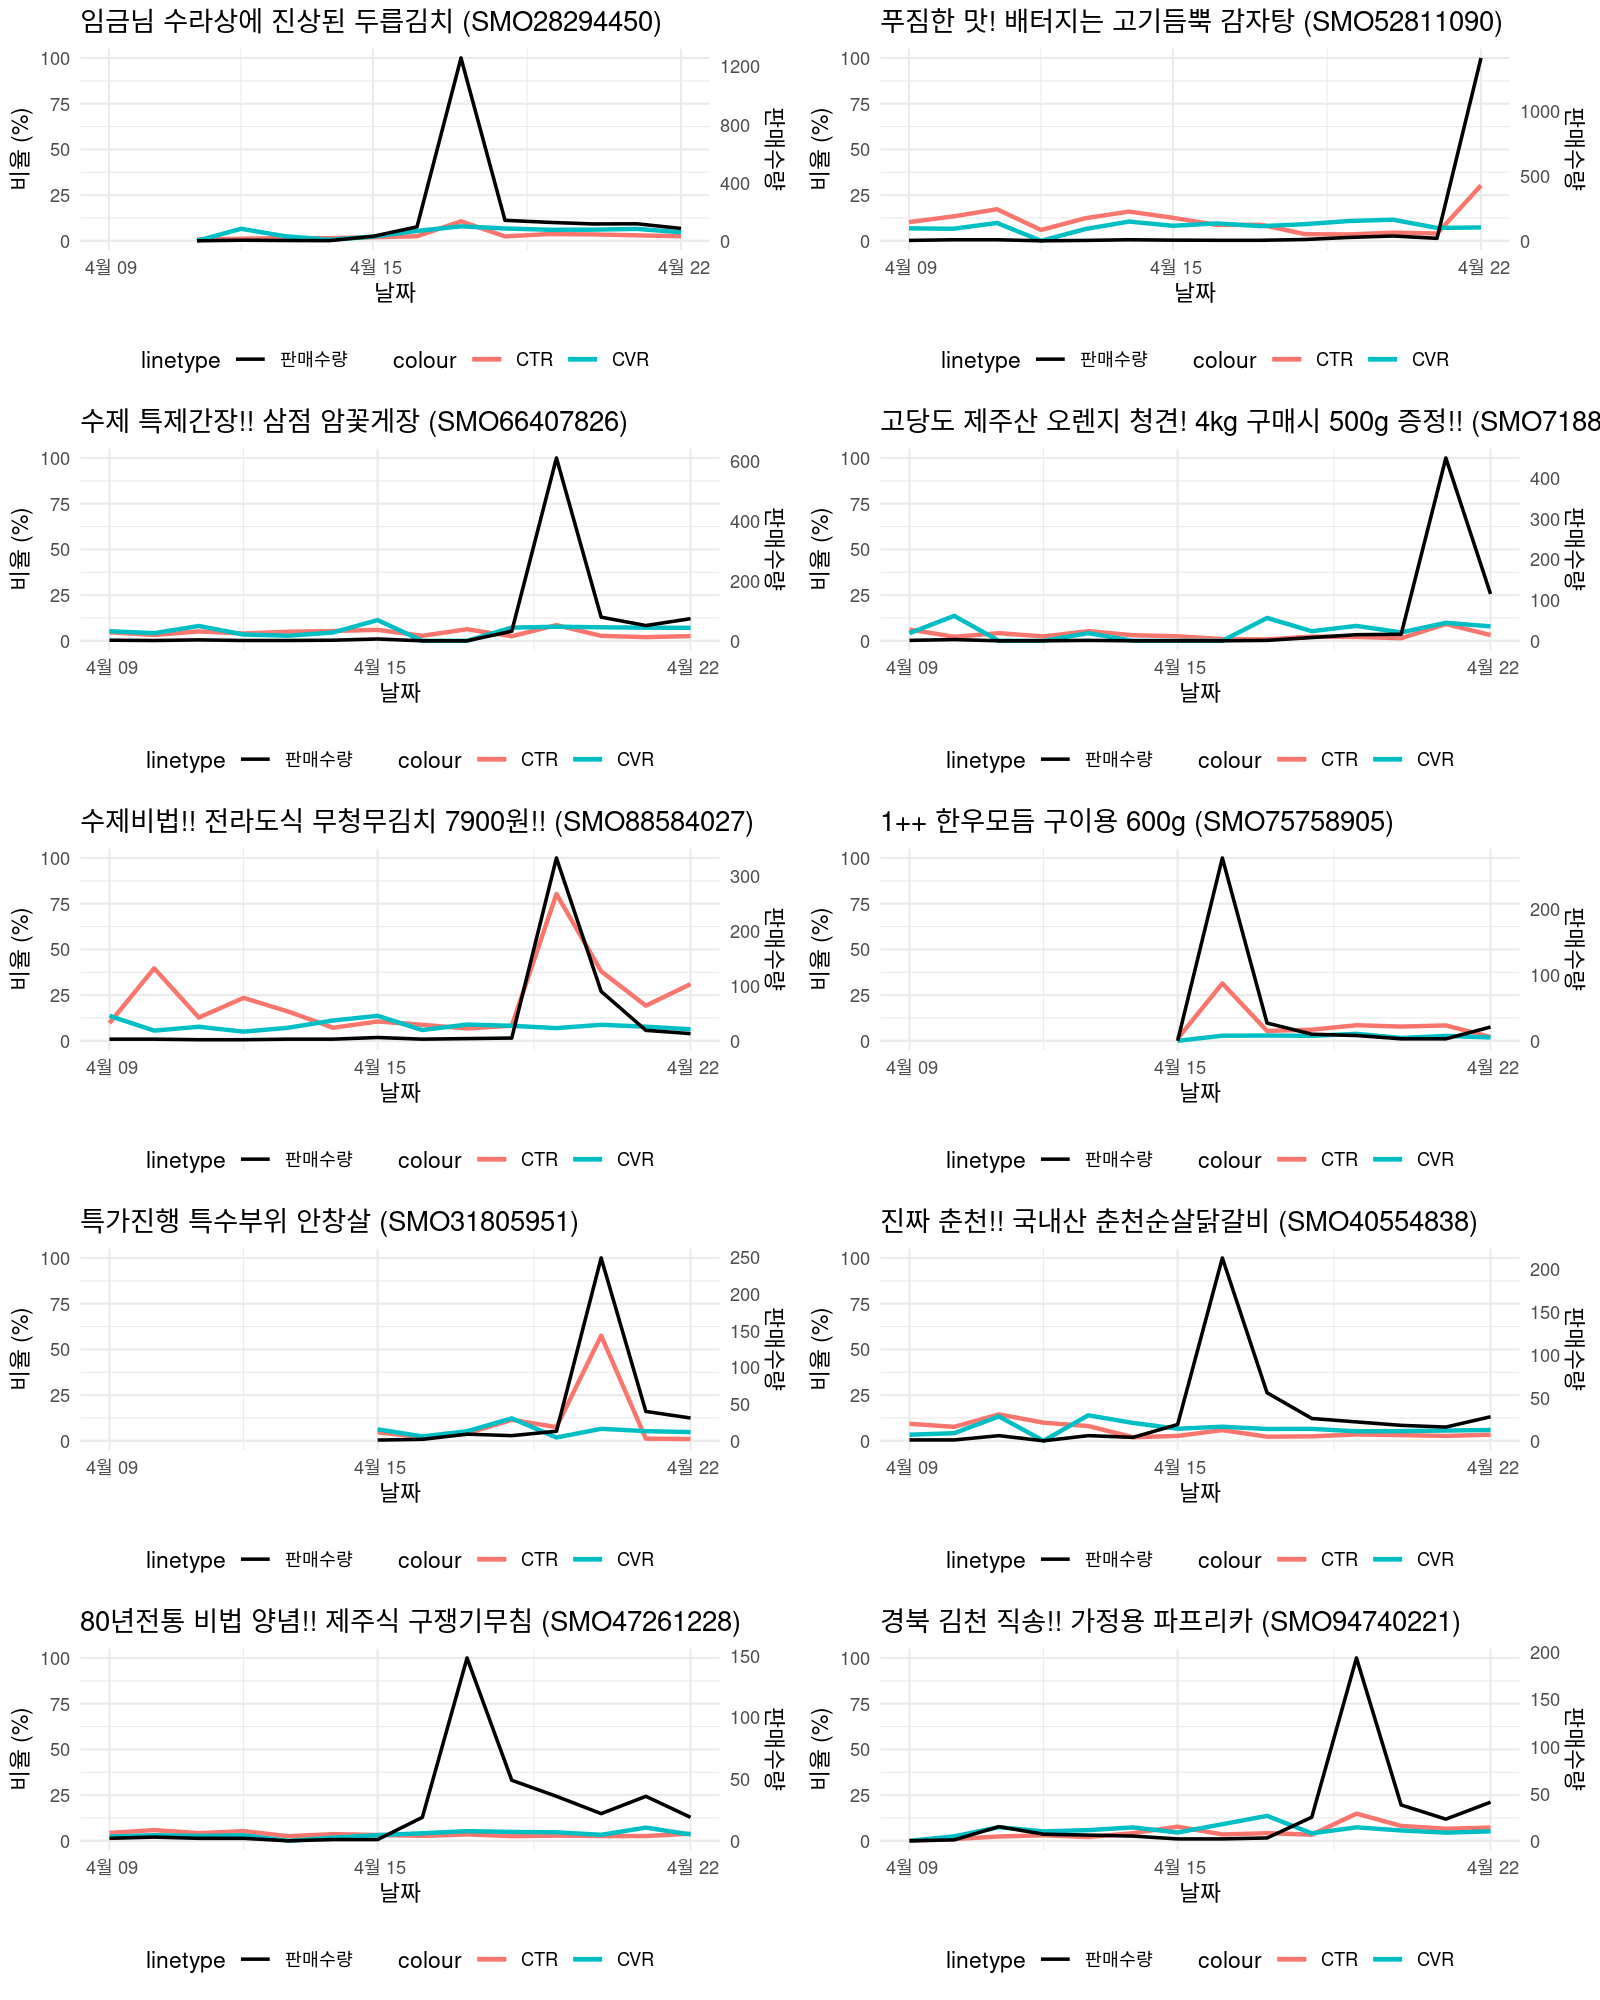 임금님 수라상에 진상된 두릅김치 (SMO28294450)
100
75
50
25
0
비율 (%)
1200
800
400
0
판매수량
4월 09
4월 15
4월 22
날짜
linetype 판매수량 colour CTR CVR
푸짐한 맛! 배터지는 고기듬뿍 감자탕 (SMO52811090)
100
75
50
25
0
비율 (%)
1000
500
0
판매수량
4월 09
4월 15
4월 22
날짜
linetype 판매수량 colour CTR CVR
수제 특제간장!! 삼점 암꽃게장 (SMO66407826)
100
75
50
25
0
비율 (%)
600
400
200
0
판매수량
4월 09
4월 15
4월 22
날짜
linetype 판매수량 colour CTR CVR
고당도 제주산 오렌지 청견! 4kg 구매시 500g 증정!! (SMO7188
100
75
50
25
0
비율 (%)
400
300
200
100
0
판매수량
4월 09
4월 15
4월 22
날짜
linetype 판매수량 colour CTR CVR
수제비법!! 전라도식 무청무김치 7900원!! (SMO88584027)
100
75
50
25
0
비율 (%)
300
200
100
0
판매수량
4월 09
4월 15
4월 22
날짜
linetype 판매수량 colour CTR CVR
1++ 한우모듬 구이용 600g (SMO75758905)
100
75
50
25
0
비율 (%)
200
100
0
판매수량
4월 09
4월 15
4월 22
날짜
linetype 판매수량 colour CTR CVR
특가진행 특수부위 안창살 (SMO31805951)
100
75
50
25
0
비율 (%)
250
200
150
100
50
0
판매수량
4월 09
4월 15
4월 22
날짜
linetype 판매수량 colour CTR CVR
진짜 춘천!! 국내산 춘천순살닭갈비 (SMO40554838)
100
75
50
25
0
비율 (%)
200
150
100
50
0
판매수량
4월 09
4월 15
4월 22
날짜
linetype 판매수량 colour CTR CVR
80년전통 비법 양념!! 제주식 구쟁기무침 (SMO47261228)
100
75
50
25
0
비율 (%)
150
100
50
0
판매수량
4월 09
4월 15
4월 22
날짜
linetype 판매수량 colour CTR CVR
경북 김천 직송!! 가정용 파프리카 (SMO94740221)
100
75
50
25
0
비율 (%)
200
150
100
50
0
판매수량
4월 09
4월 15
4월 22
날짜
linetype 판매수량 colour CTR CVR